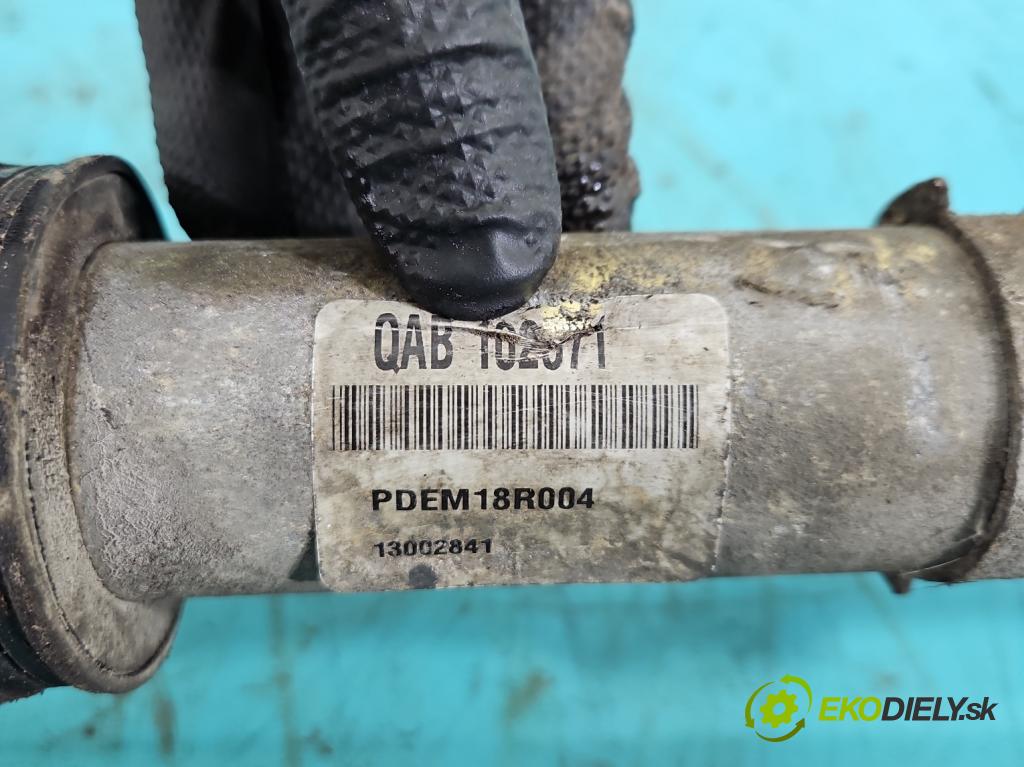 QAB
PDEM18R004
13002841
EKODIELY.sk